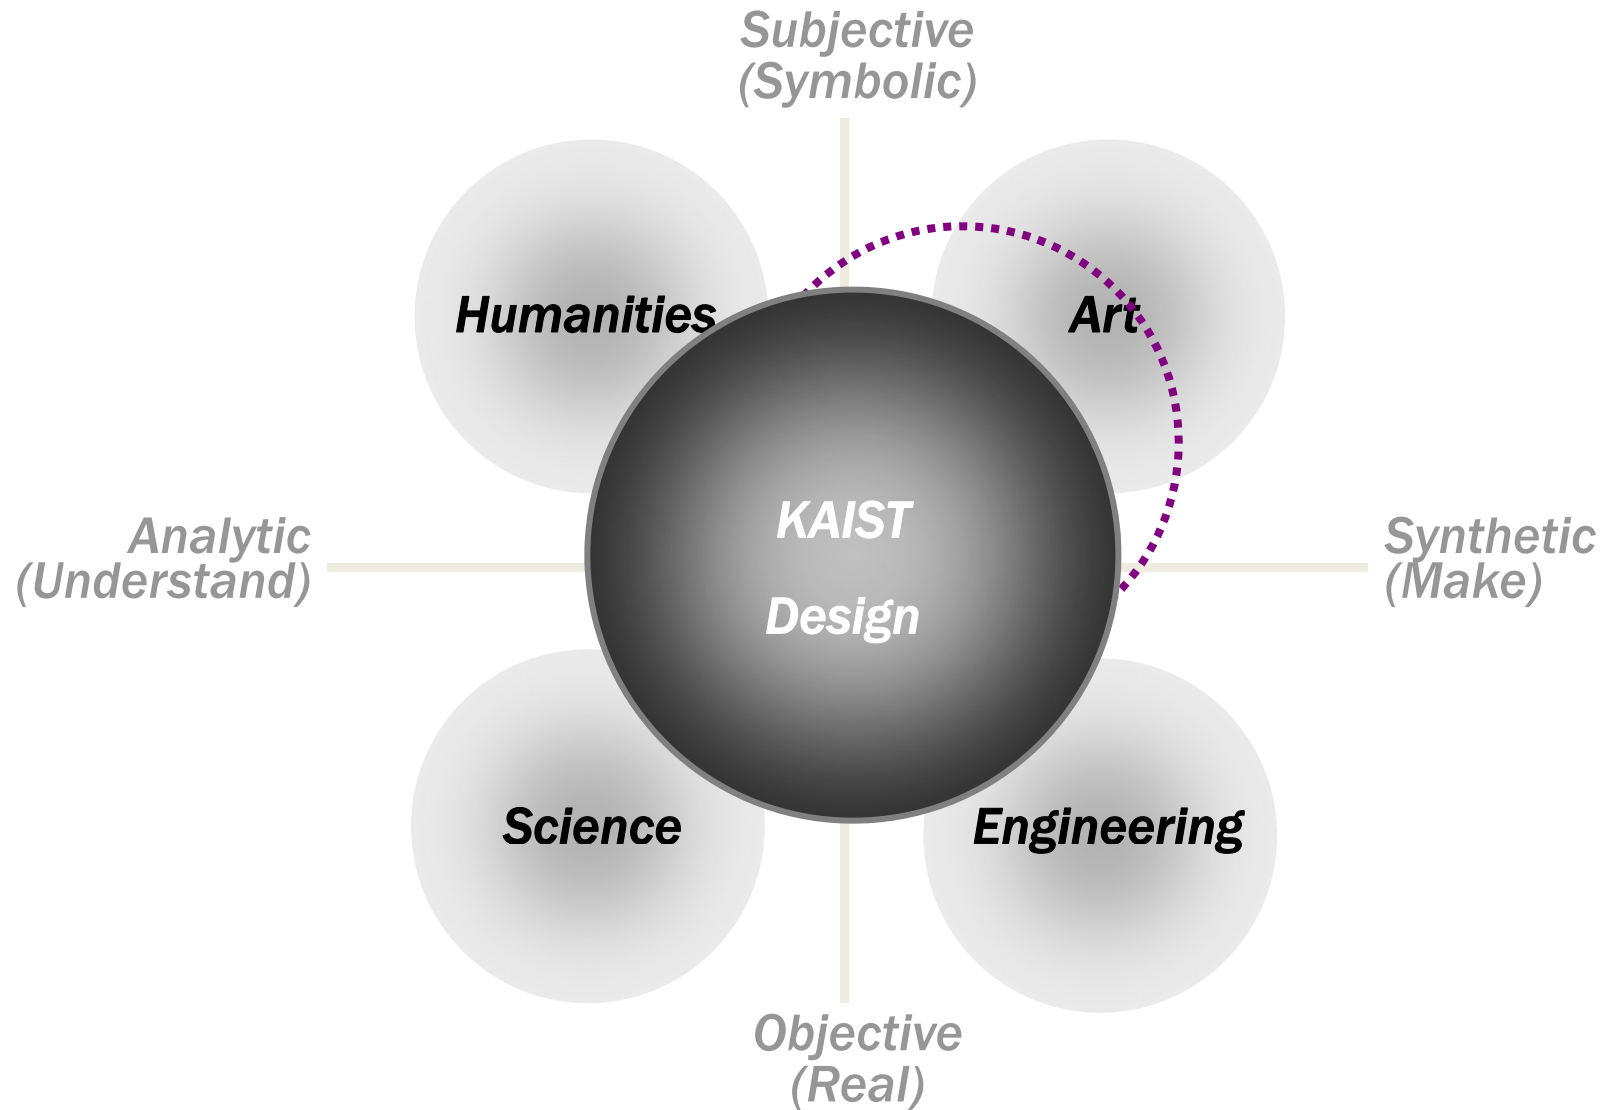 Subjective
(Symbolic)
Humanities
Art
KAIST
Design
Analytic
(Understand)
Synthetic
(Make)
Science
Engineering
Objective
(Real)